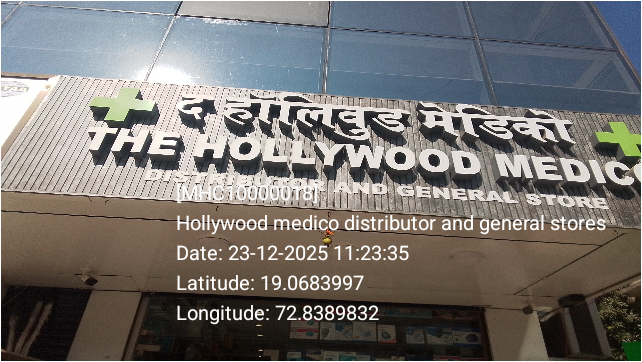 द हॉलिवुड मेडिको
THE HOLLYWOOD MEDICO
DISTRIBUTOR AND GENERAL STORE
[MHC10000018]
Hollywood medico distributor and general stores
Date: 23-12-2025 11:23:35
Latitude: 19.0683997
Longitude: 72.8389832